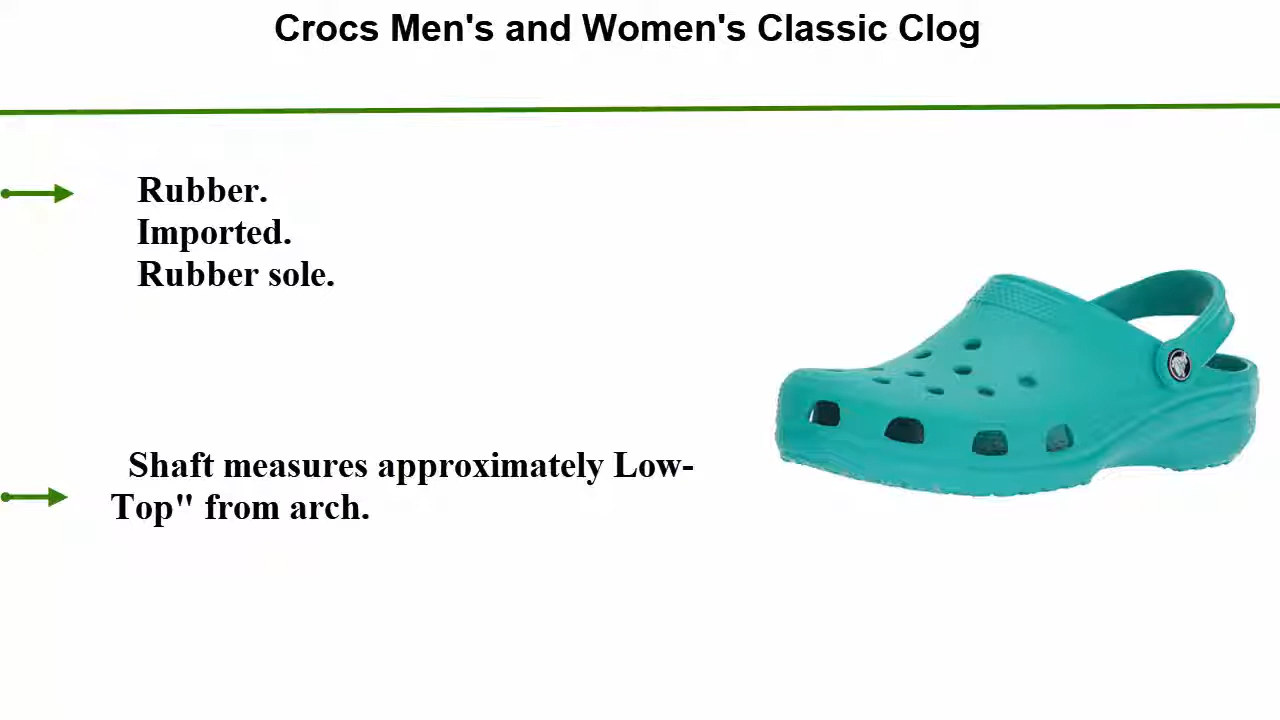 Crocs Men's and Women's Classic Clog
Rubber.
Imported.
Rubber sole.
Shaft measures approximately Low-
Top" from arch.